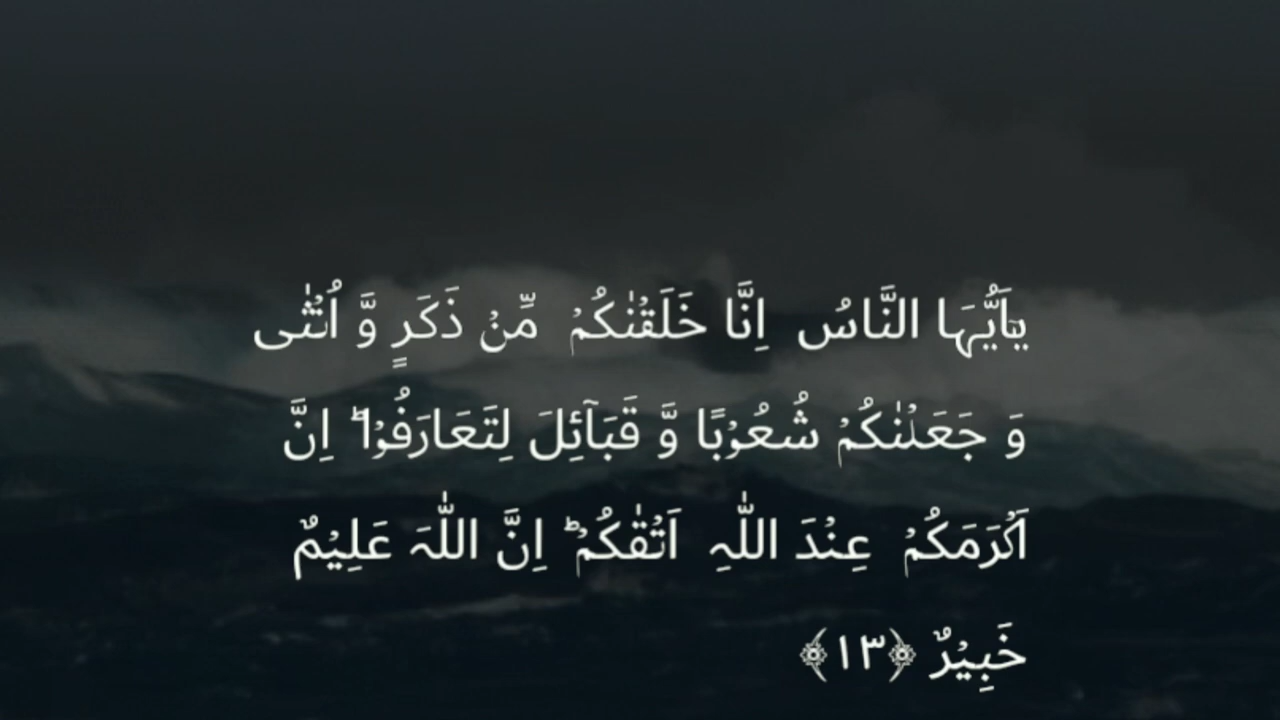 یٰۤاَیُّہَا النَّاسُ اِنَّا خَلَقۡنٰکُمۡ مِّنۡ ذَکَرٍ وَّ اُنۡثٰی
وَ جَعَلۡنٰکُمۡ شُعُوۡبًا وَّ قَبَآئِلَ لِتَعَارَفُوۡا ؕ اِنَّ
اَکۡرَمَکُمۡ عِنۡدَ اللّٰہِ اَتۡقٰکُمۡ ؕ اِنَّ اللّٰہَ عَلِیۡمٌ
خَبِیۡرٌ ﴿۱۳﴾